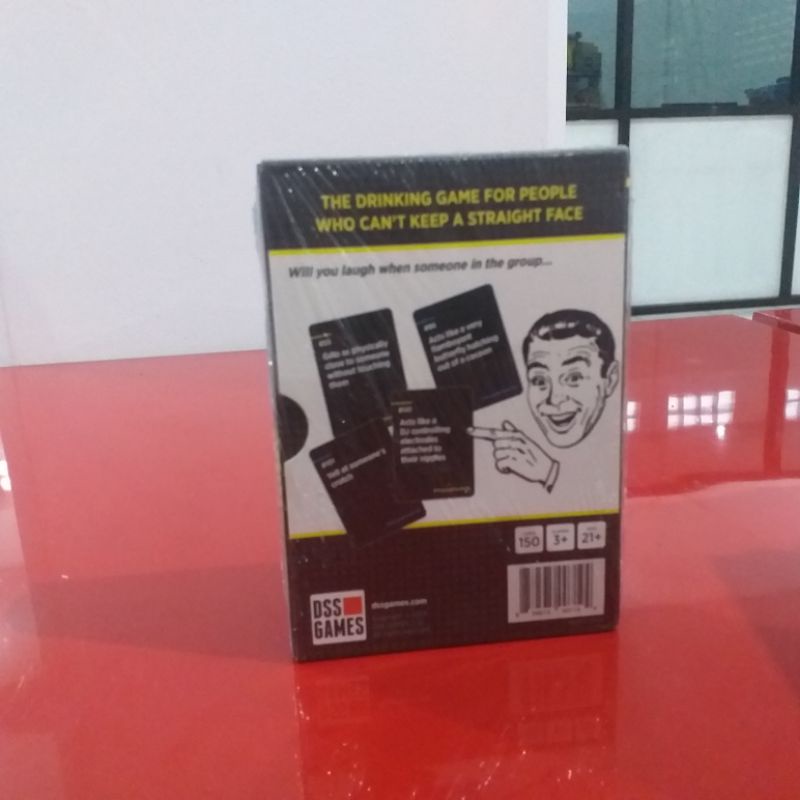 THE DRINKING GAME FOR PEOPLE
WHO CAN'T KEEP A STRAIGHT FACE
Will you laugh when someone in the group...
Gets as physically
close to someone
without touching
them
Acts like a very
flamboyant
butterfly hatching
out of a cocoon
Acts like a
DJ controlling
electrodes
attached to
their nipples
Yell at someone's
crotch
150
3+
21+
DSS
GAMES
dssgames.com